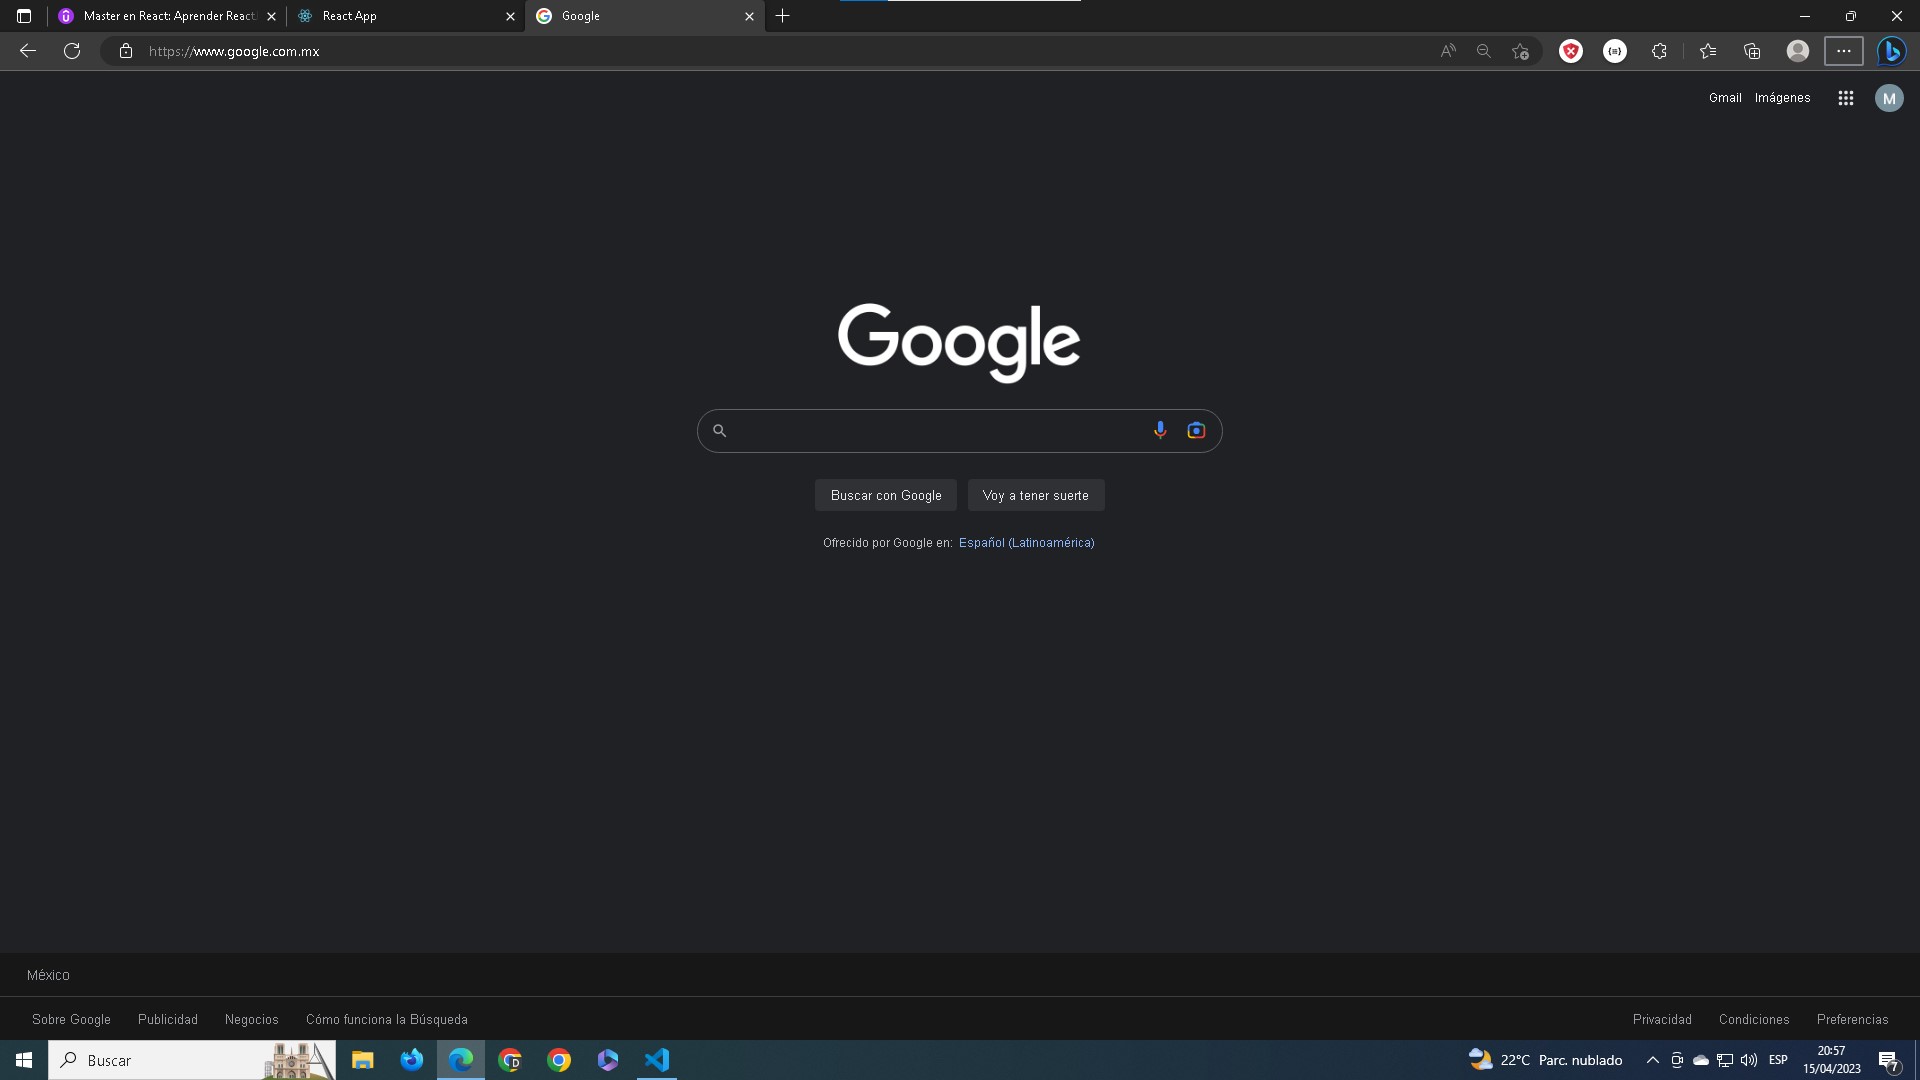 Master en React: Aprender React
React App
Google
https://www.google.com.mx
Gmail
Imágenes
M
Google
Buscar con Google
Voy a tener suerte
Ofrecido por Google en: Español (Latinoamérica)
México
Sobre Google
Publicidad
Negocios
Cómo funciona la Búsqueda
Privacidad
Condiciones
Preferencias
Buscar
22°C Parc. nublado
ESP
20:57
15/04/2023
7